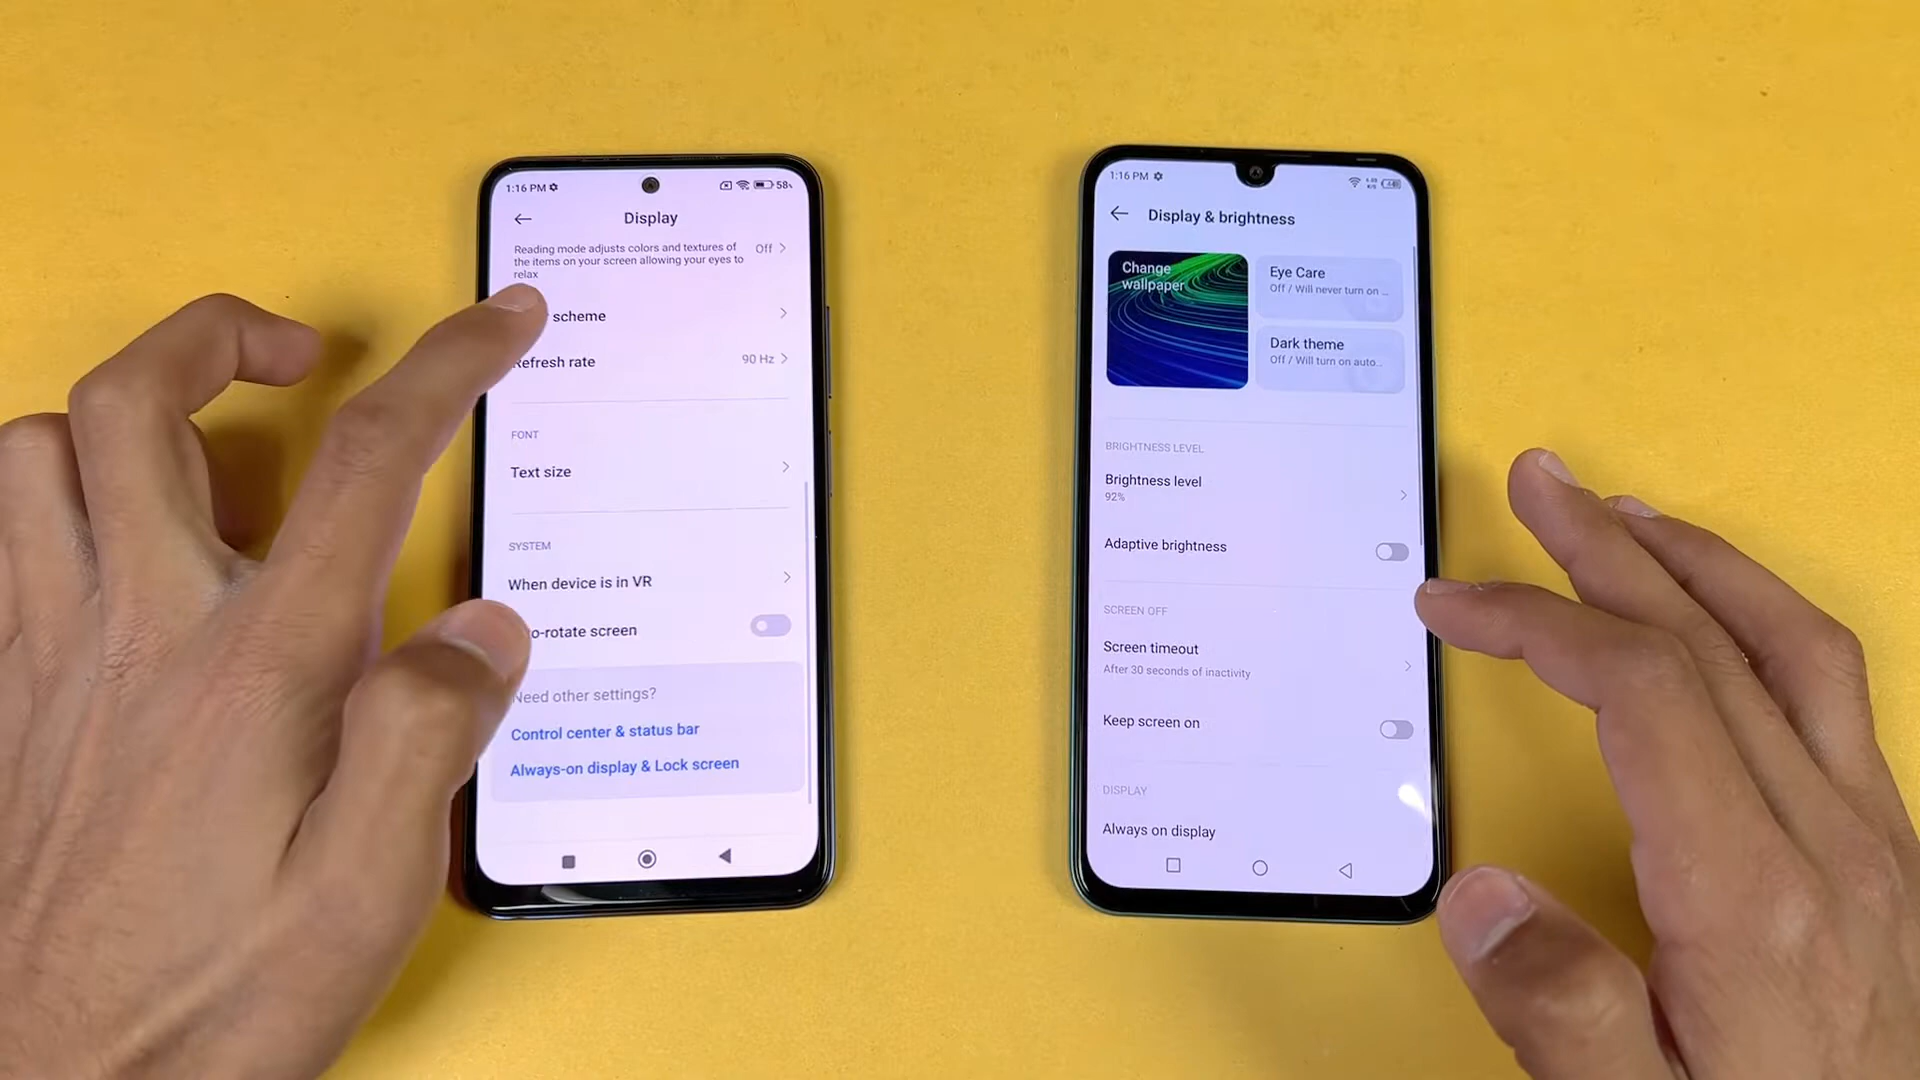 1:16 PM
58%
Display
Reading mode adjusts colors and textures of
the items on your screen allowing your eyes to
relax
Off
scheme
Refresh rate
90 Hz
FONT
Text size
SYSTEM
When device is in VR
o-rotate screen
Need other settings?
Control center & status bar
Always-on display & Lock screen
1:16 PM
Display & brightness
Change
wallpaper
Eye Care
Off / Will never turn on ...
Dark theme
Off / Will turn on auto...
BRIGHTNESS LEVEL
Brightness level
92%
Adaptive brightness
SCREEN OFF
Screen timeout
After 30 seconds of inactivity
Keep screen on
DISPLAY
Always on display